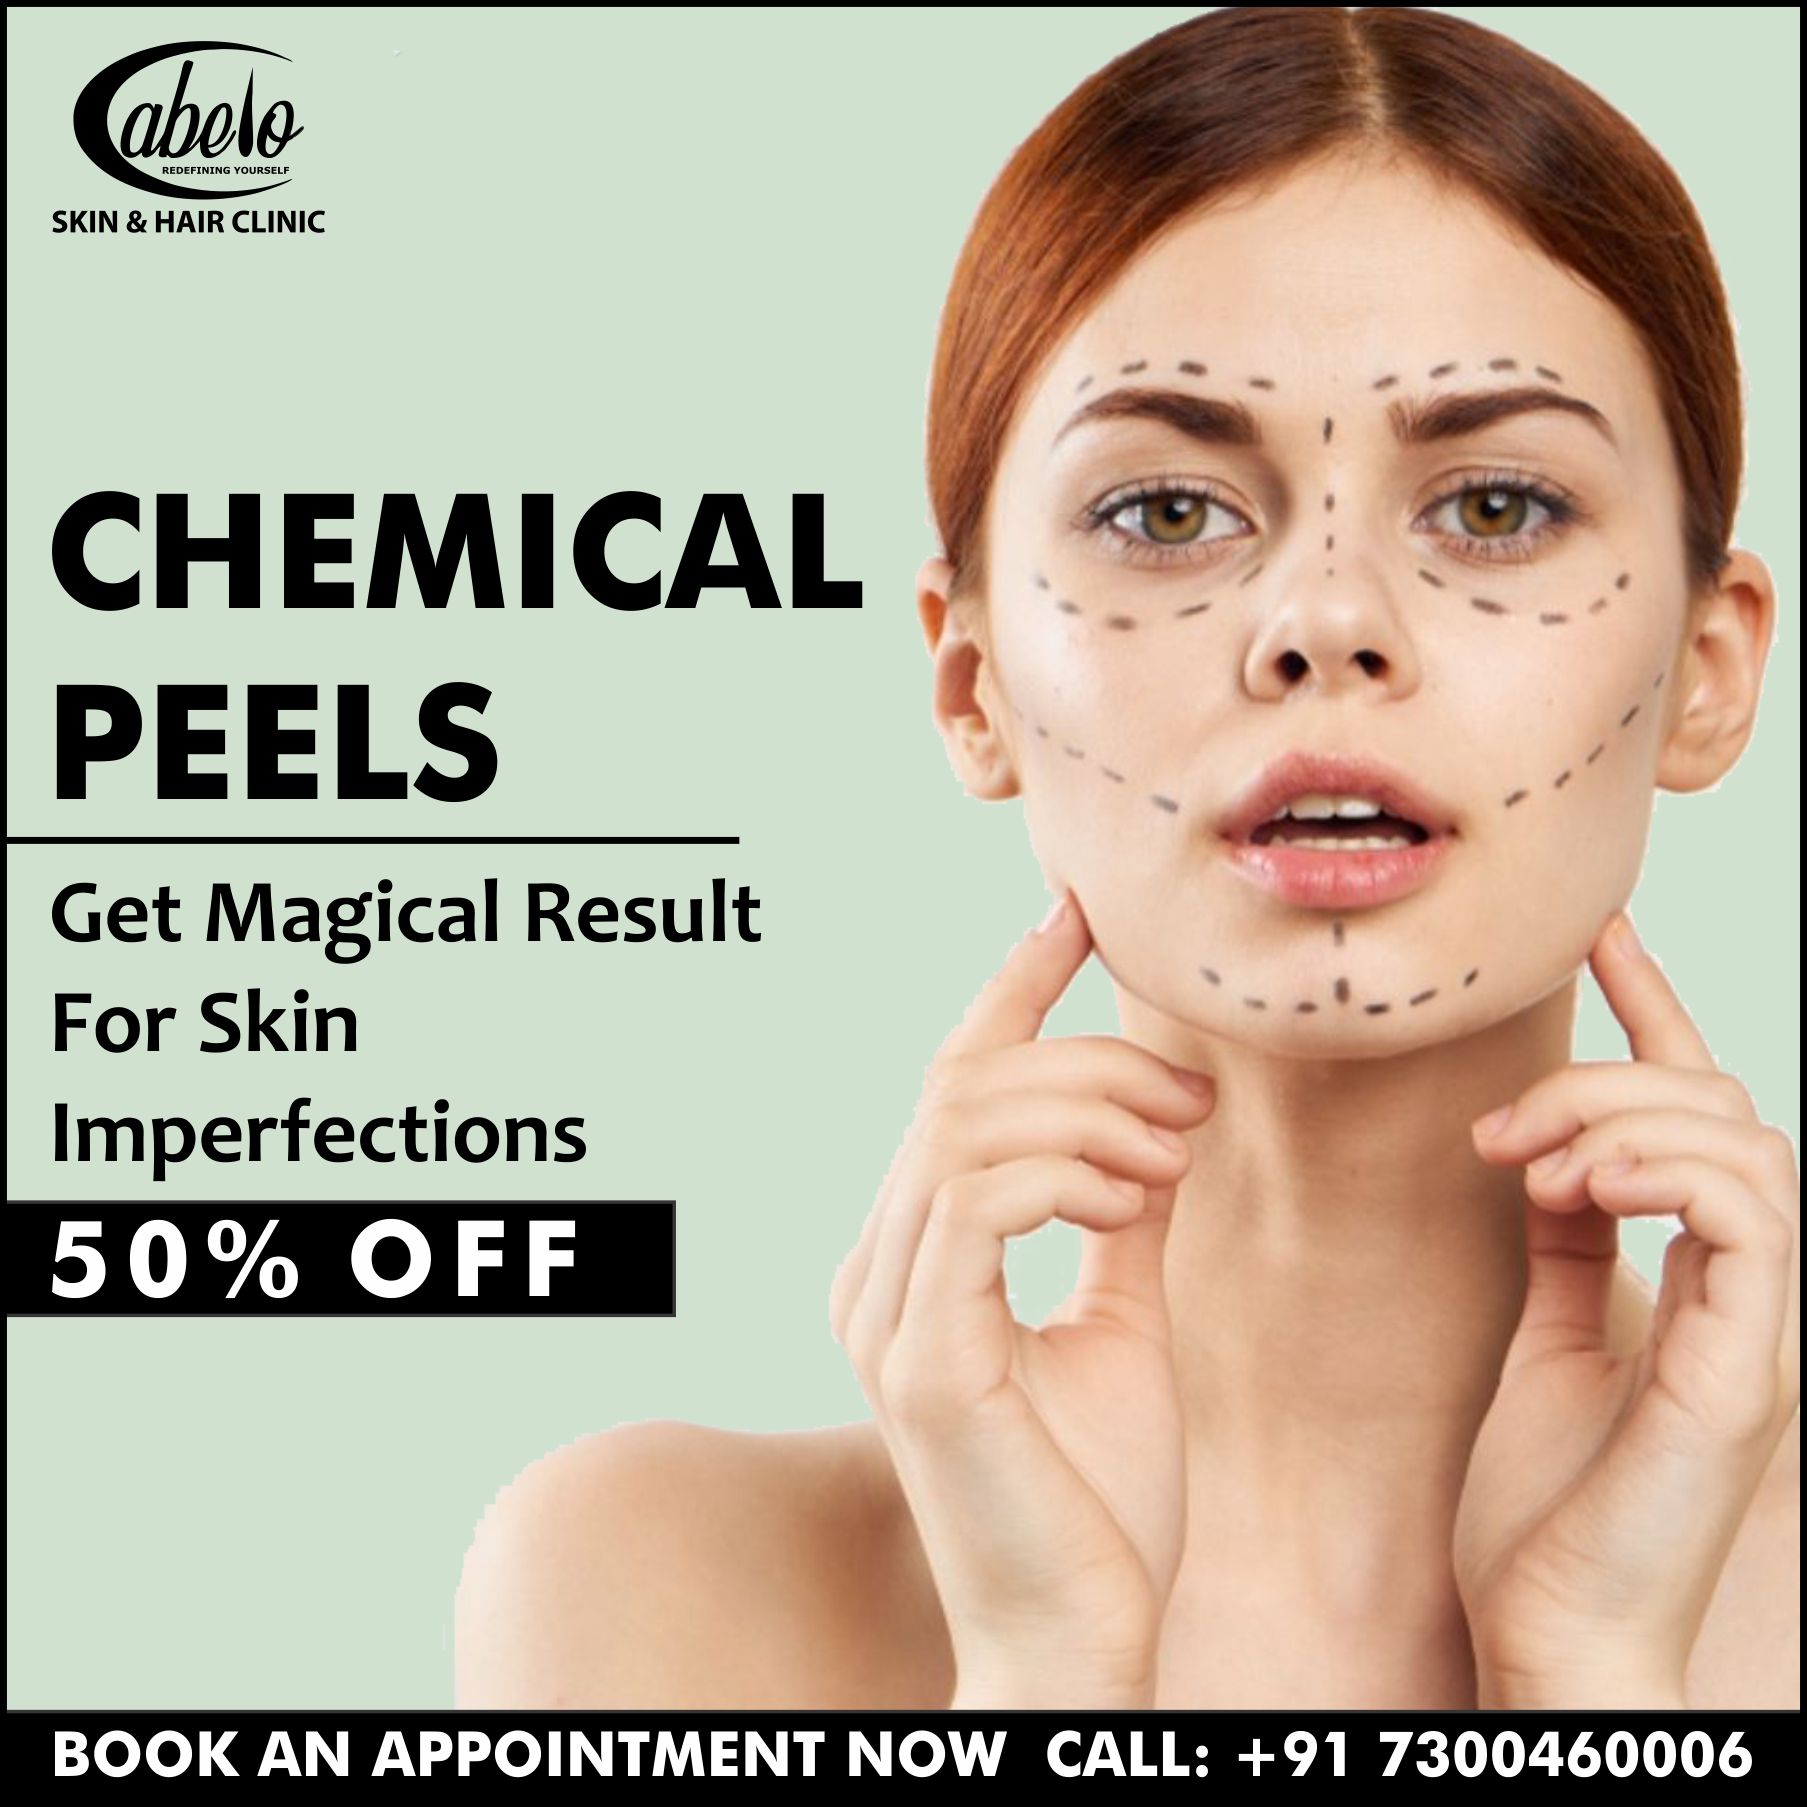 Cabelo
REDEFINING YOURSELF
SKIN & HAIR CLINIC
CHEMICAL
PEELS
Get Magical Result
For Skin
Imperfections
50% OFF
BOOK AN APPOINTMENT NOW CALL: +91 7300460006